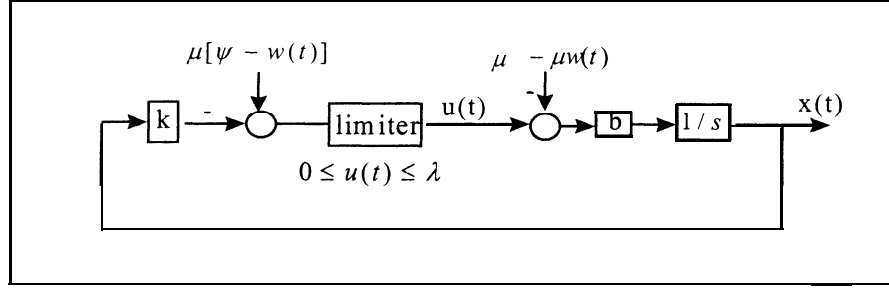 μ[ψ - w(t)]
μ - μw(t)
k
-
limiter
u(t)
-
b
1/s
x(t)
0 ≤ u(t) ≤ λ